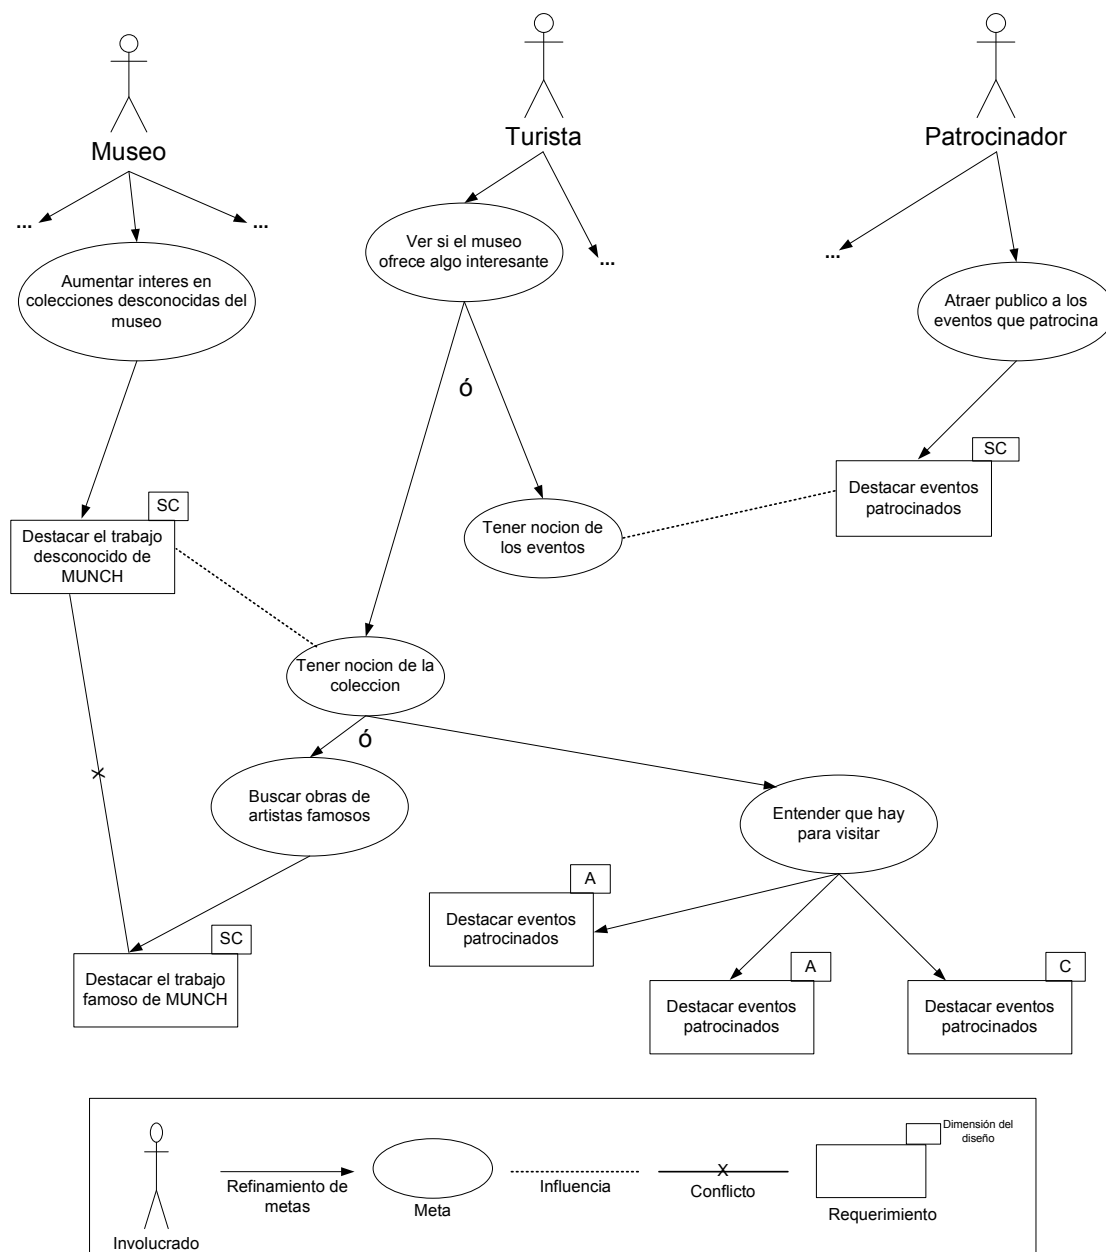 Museo
Turista
Patrocinador
...
...
...
...
Aumentar interes en
colecciones desconocidas del
museo
Ver si el museo
ofrece algo interesante
Atraer publico a los
eventos que patrocina
ó
SC
Destacar eventos
patrocinados
SC
Destacar el trabajo
desconocido de
MUNCH
Tener nocion de
los eventos
Tener nocion de la
coleccion
ó
X
Buscar obras de
artistas famosos
Entender que hay
para visitar
A
Destacar eventos
patrocinados
SC
Destacar el trabajo
famoso de MUNCH
A
Destacar eventos
patrocinados
C
Destacar eventos
patrocinados
Involucrado
Refinamiento de
metas
Meta
Influencia
X
Conflicto
Dimensión del
diseño
Requerimiento